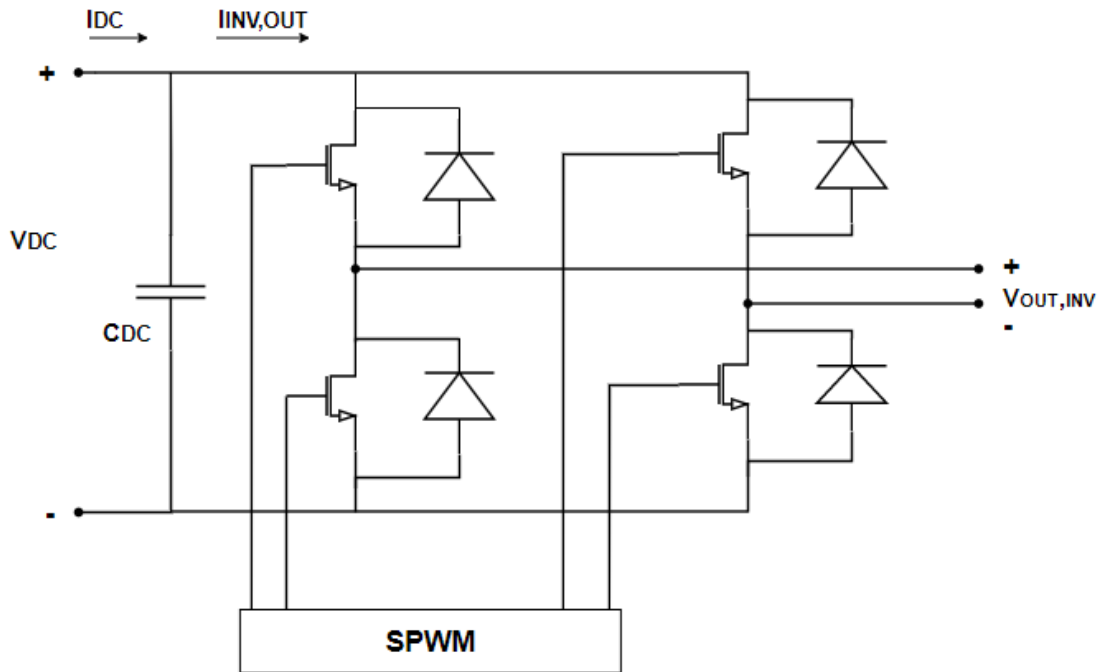 IDC
IINV,OUT
+
VDC
CDC
+
VOUT,INV
-
-
SPWM